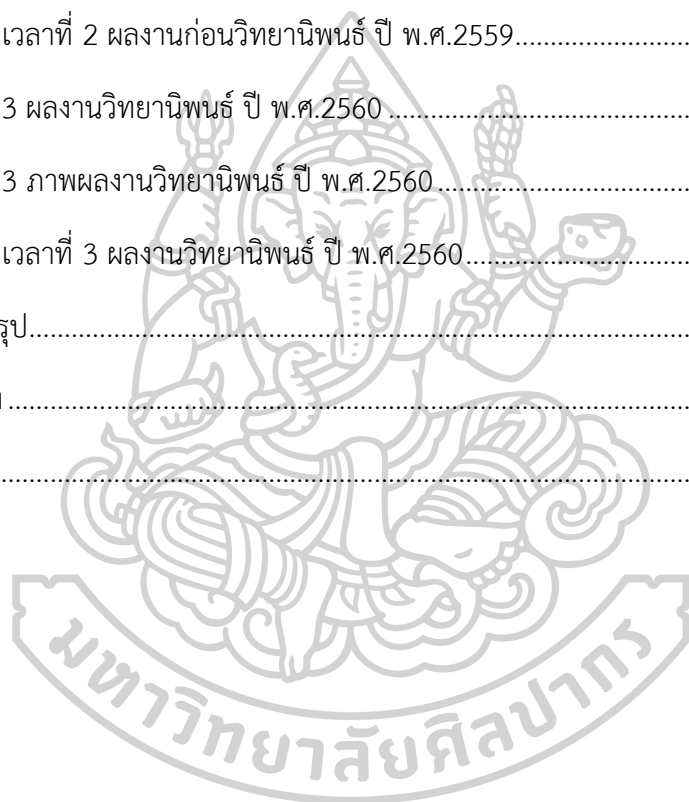 เวลาที่ 2 ผลงานก่อนวิทยานิพนธ์ ปี พ.ศ.2559........................
3 ผลงานวิทยานิพนธ์ ปี พ.ศ.2560 .........................................
3 ภาพผลงานวิทยานิพนธ์ ปี พ.ศ.2560 ..................................
เวลาที่ 3 ผลงานวิทยานิพนธ์ ปี พ.ศ.2560...............................
รุป...............................................................................................
..................................................................................................
..................................................................................................
มหาวิทยาลัยศิลปากร